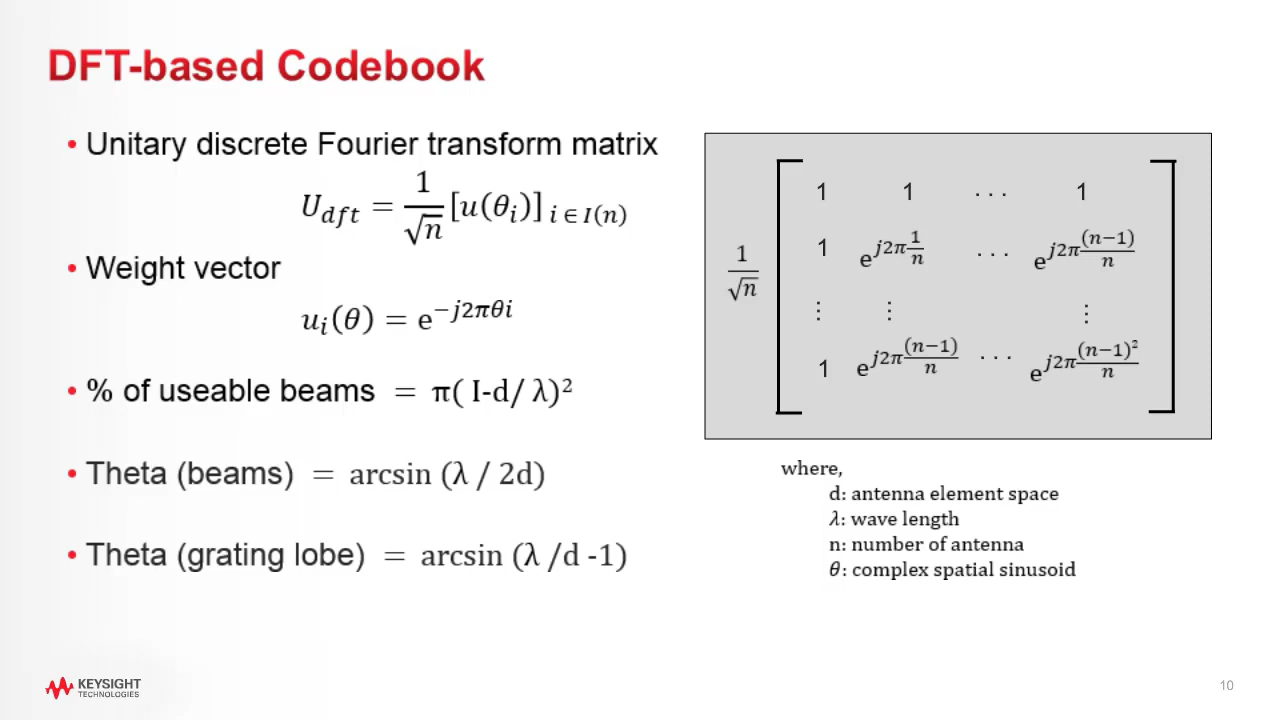 DFT-based Codebook
• Unitary discrete Fourier transform matrix
U_dft = 1/√n [u(θ_i)] i ∈ I(n)
• Weight vector
u_i(θ) = e^{−j2πθi}
• % of useable beams = π( I-d/ λ)²
• Theta (beams) = arcsin (λ / 2d)
• Theta (grating lobe) = arcsin (λ /d -1)
1/√n
1 1 ··· 1
1 e^{j2π 1/n} ··· e^{j2π (n−1)/n}
⋮ ⋮ ⋮
1 e^{j2π (n−1)/n} ··· e^{j2π (n−1)²/n}
where,
d: antenna element space
λ: wave length
n: number of antenna
θ: complex spatial sinusoid
KEYSIGHT
TECHNOLOGIES
10